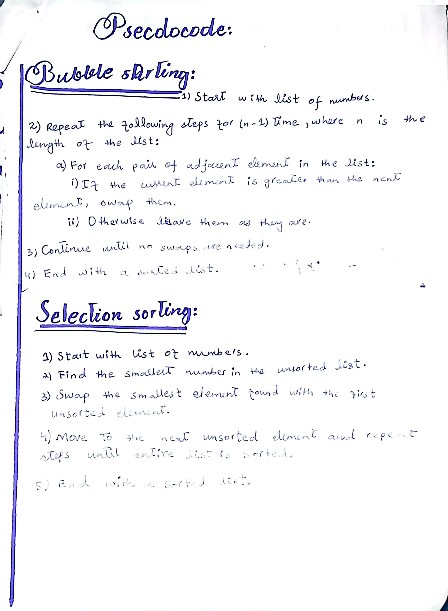 Psecdocode:
Bubble sorting:
1) Start with list of numbers.
2) Repeat the following steps for (n-1) Time, where n is the
length of the list:
a) For each pair of adjacent element in the list:
i) If the current element is greater than the next
element, swap them.
ii) Otherwise leave them as they are.
3) Continue until no swaps are needed.
4) End with a sorted list.
Selection sorting:
1) Start with list of numbers.
2) Find the smallest number in the unsorted list.
3) Swap the smallest element found with the first
unsorted element.
4) Move To the next unsorted element and repeat
steps until entire list is sorted.
5) End with a sorted list.